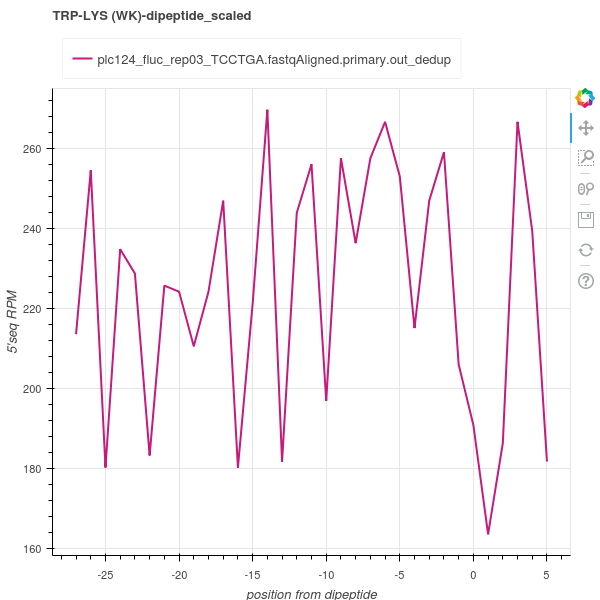 TRP-LYS (WK)-dipeptide_scaled
plc124_fluc_rep03_TCCTGA.fastqAligned.primary.out_dedup
260
240
220
200
180
160
5'seq RPM
-25 -20 -15 -10 -5 0 5
position from dipeptide